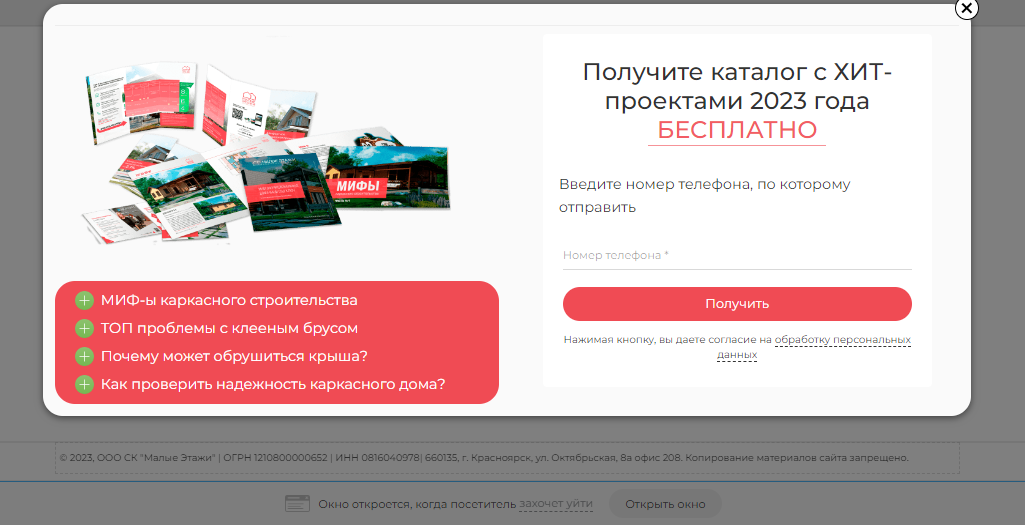 Получите каталог с ХИТ-
проектами 2023 года
БЕСПЛАТНО
Введите номер телефона, по которому
отправить
Номер телефона *
Получить
Нажимая кнопку, вы даете согласие на обработку персональных
данных
МИФЫ
МИФ-ы каркасного строительства
ТОП проблемы с клееным брусом
Почему может обрушиться крыша?
Как проверить надежность каркасного дома?
© 2023, ООО СК "Малые Этажи" | ОГРН 1210800000652 | ИНН 0816040978| 660135, г. Красноярск, ул. Октябрьская, 8а офис 208. Копирование материалов сайта запрещено.
Окно откроется, когда посетитель захочет уйти
Открыть окно